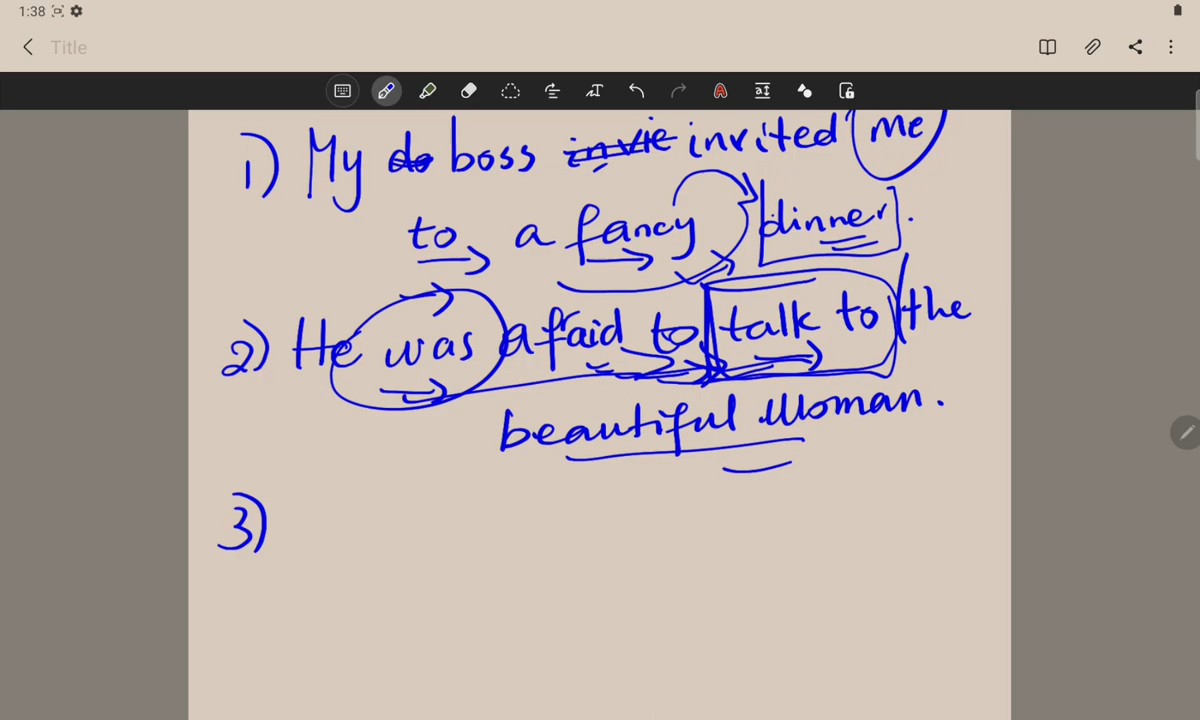 1:38
Title
1) My do boss invie invited me
to a fancy dinner.
2) He was afraid to talk to the
beautiful woman.
3)